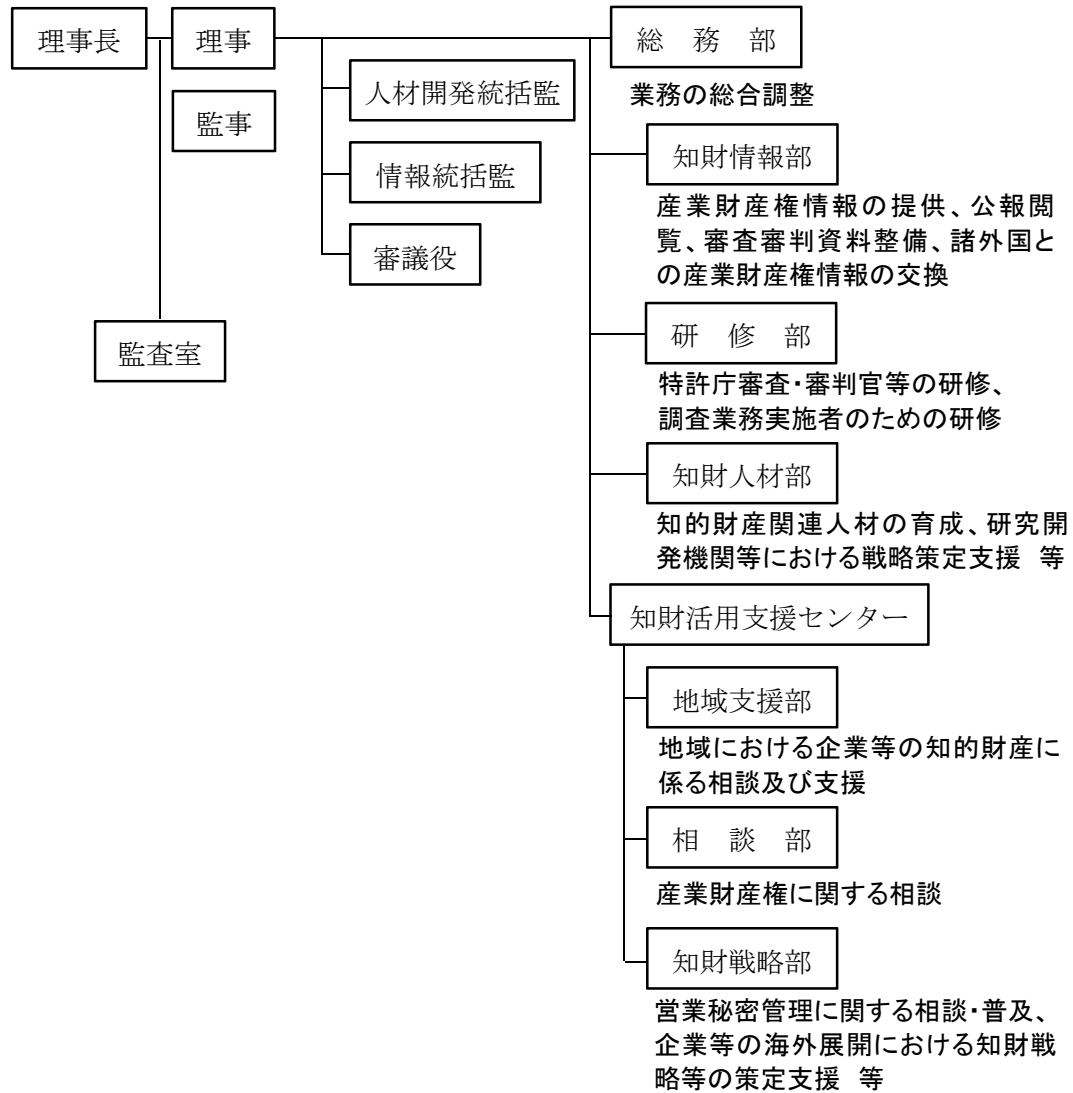 理事長
理事
監事
人材開発統括監
情報統括監
審議役
監査室
総　務　部
業務の総合調整
知財情報部
産業財産権情報の提供、公報閲
覧、審査審判資料整備、諸外国と
の産業財産権情報の交換
研　修　部
特許庁審査・審判官等の研修、
調査業務実施者のための研修
知財人材部
知的財産関連人材の育成、研究開
発機関等における戦略策定支援　等
知財活用支援センター
地域支援部
地域における企業等の知的財産に
係る相談及び支援
相　談　部
産業財産権に関する相談
知財戦略部
営業秘密管理に関する相談・普及、
企業等の海外展開における知財戦
略等の策定支援　等